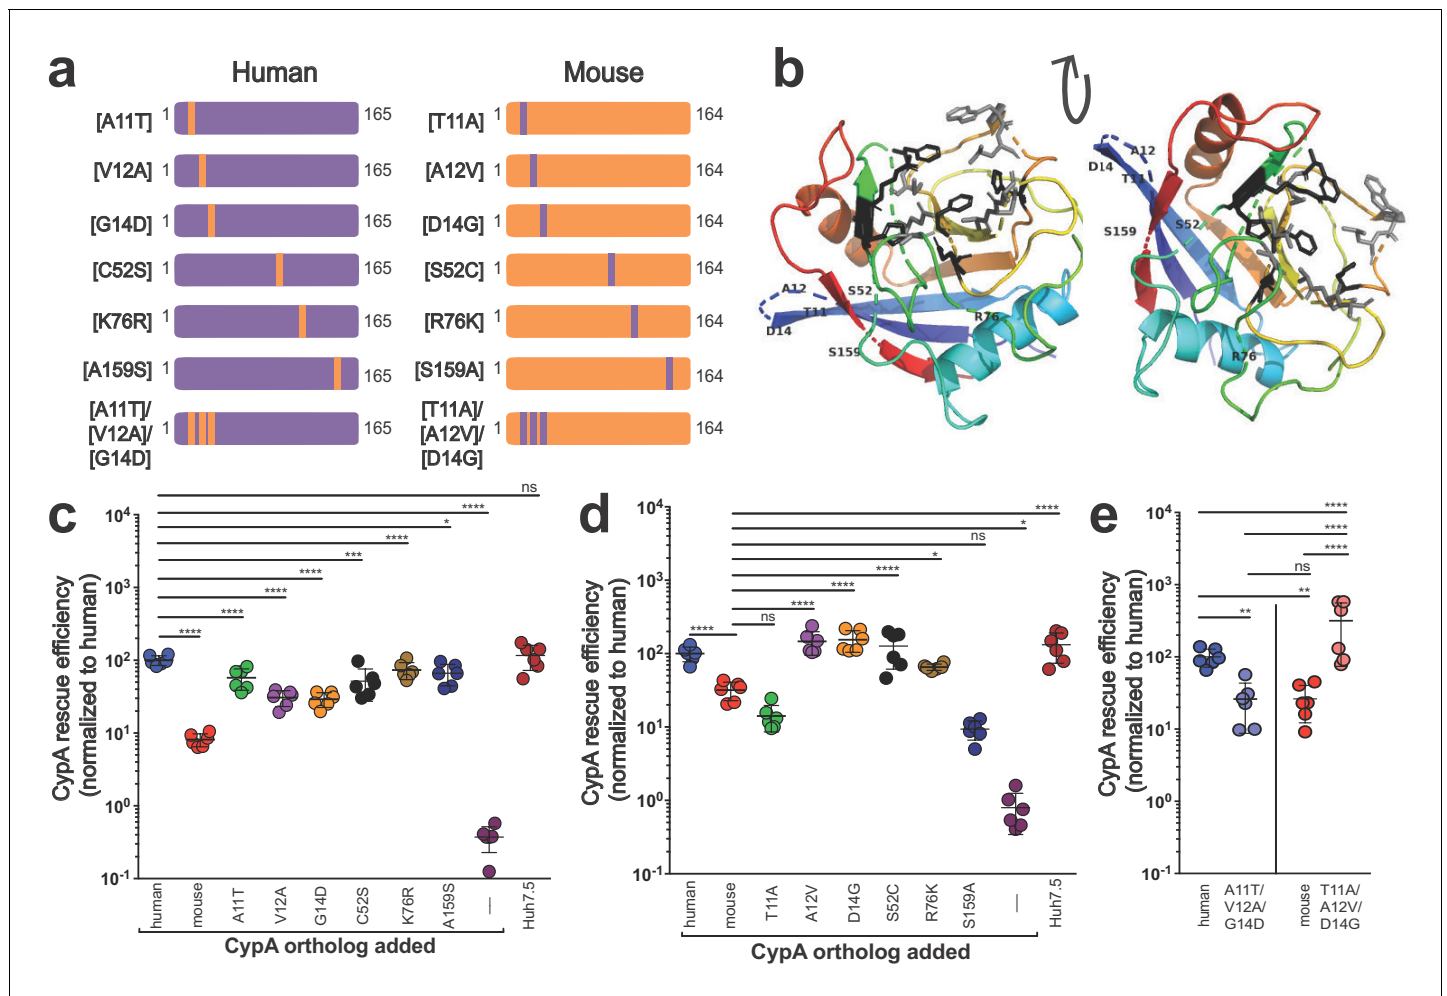 a
Human
Mouse
[A11T] 1 165
[T11A] 1 164
[V12A] 1 165
[A12V] 1 164
[G14D] 1 165
[D14G] 1 164
[C52S] 1 165
[S52C] 1 164
[K76R] 1 165
[R76K] 1 164
[A159S] 1 165
[S159A] 1 164
[A11T]/
[V12A]/
[G14D]
1 165
[T11A]/
[A12V]/
[D14G]
1 164
b
A12
D14
T11
S52
S159
R76
A12
D14
T11
S159
S52
R76
c
CypA rescue efficiency
(normalized to human)
10⁴
10³
10²
10¹
10⁰
10⁻¹
ns
****
*
****
***
****
****
****
****
human
mouse
A11T
V12A
G14D
C52S
K76R
A159S
—
Huh7.5
CypA ortholog added
d
CypA rescue efficiency
(normalized to human)
10⁴
10³
10²
10¹
10⁰
10⁻¹
****
*
ns
*
****
****
****
ns
****
human
mouse
T11A
A12V
D14G
S52C
R76K
S159A
—
Huh7.5
CypA ortholog added
e
CypA rescue efficiency
(normalized to human)
10⁴
10³
10²
10¹
10⁰
10⁻¹
****
****
****
ns
**
**
human
A11T/
V12A/
G14D
mouse
T11A/
A12V/
D14G